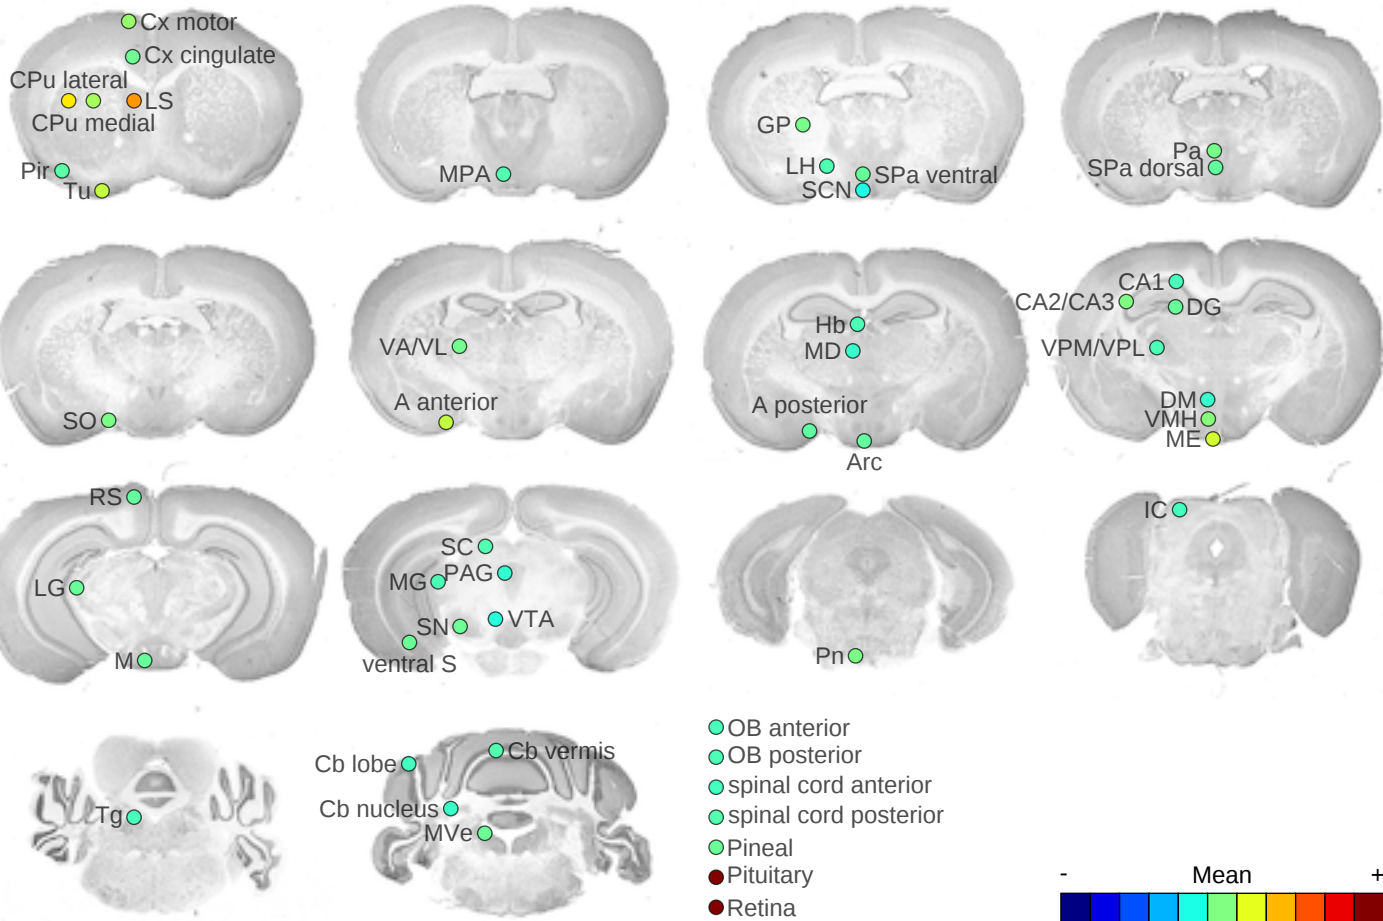 Cx motor
Cx cingulate
CPu lateral
LS
CPu medial
Pir
Tu
MPA
GP
LH
SPa ventral
SCN
Pa
SPa dorsal
SO
VA/VL
A anterior
Hb
MD
A posterior
Arc
CA1
CA2/CA3
DG
VPM/VPL
DM
VMH
ME
RS
LG
M
SC
MG
PAG
SN
VTA
ventral S
Pn
IC
Tg
Cb lobe
Cb vermis
Cb nucleus
MVe
OB anterior
OB posterior
spinal cord anterior
spinal cord posterior
Pineal
Pituitary
Retina
- Mean +